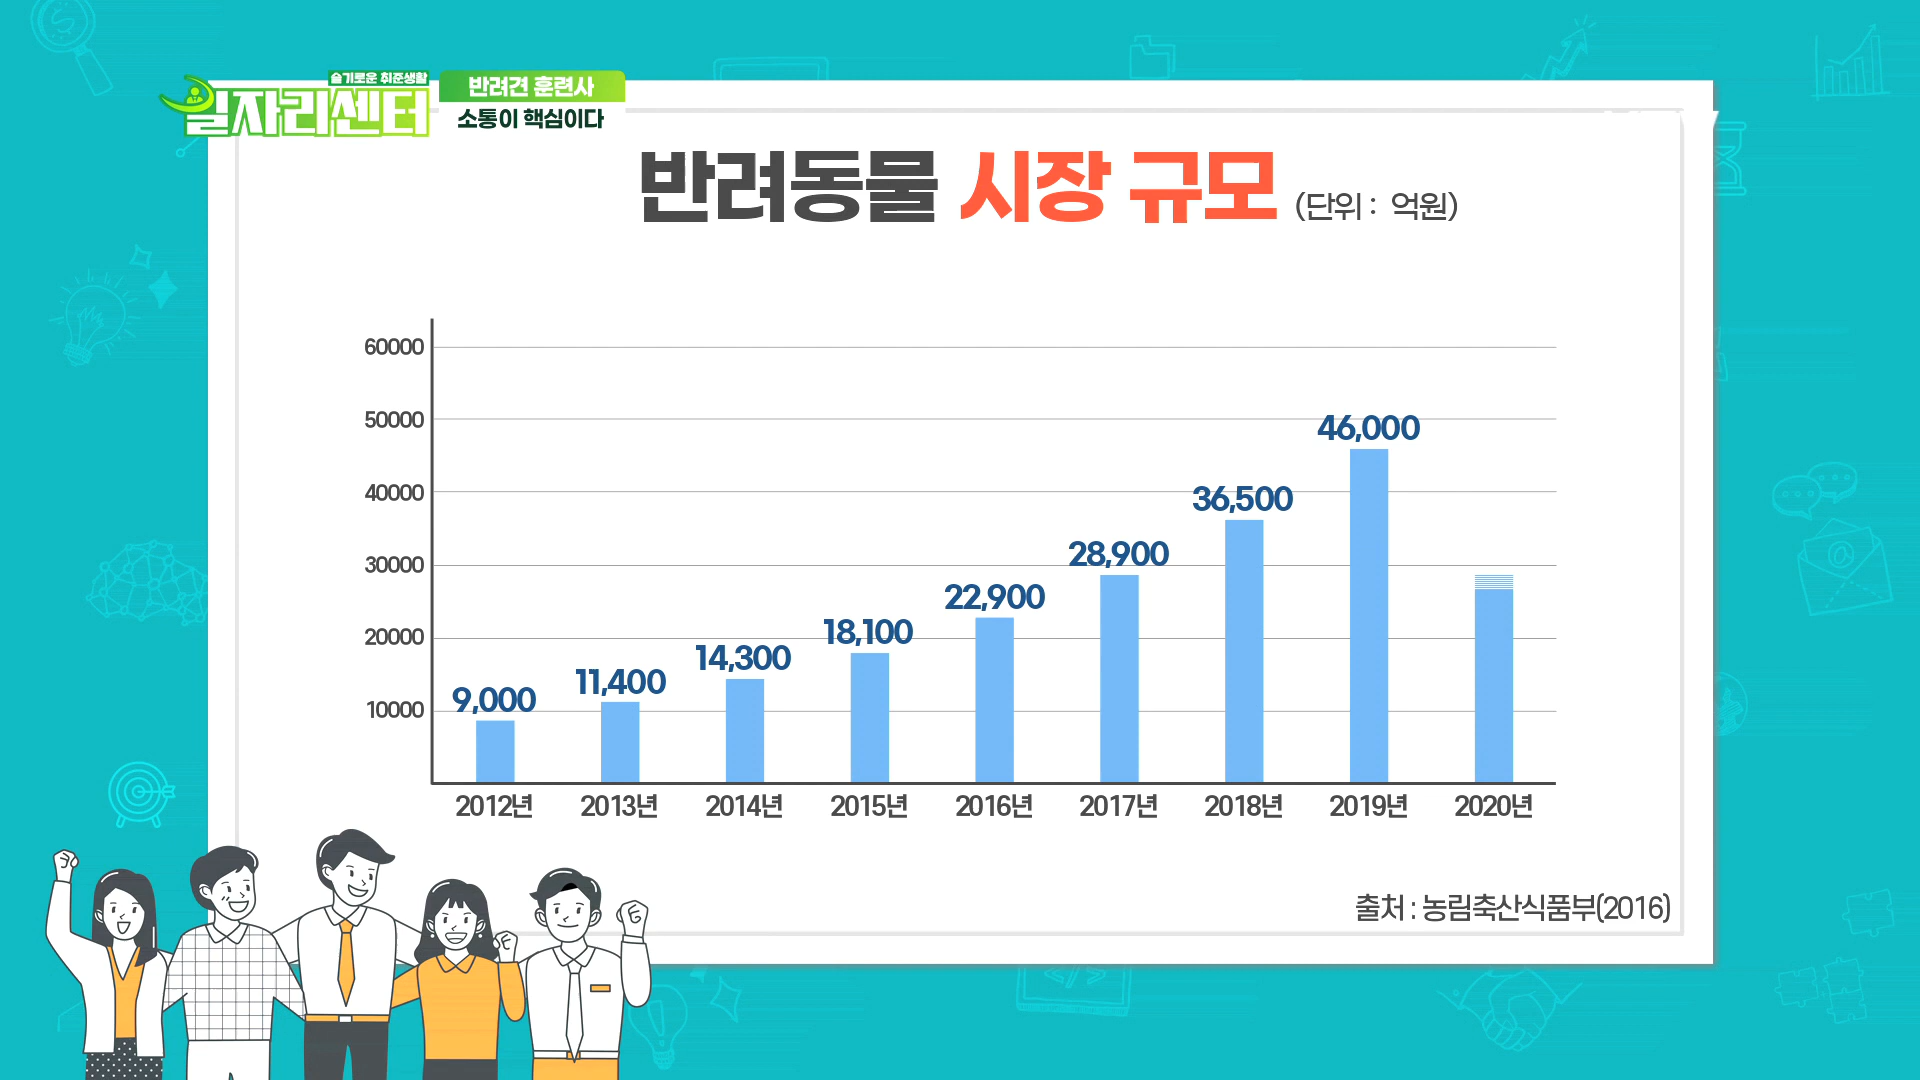 슬기로운 취준생활
일자리센터
반려견 훈련사
소통이 핵심이다
반려동물 시장 규모 (단위 : 억원)
60000
50000
40000
30000
20000
10000
9,000
11,400
14,300
18,100
22,900
28,900
36,500
46,000
2012년 2013년 2014년 2015년 2016년 2017년 2018년 2019년 2020년
출처 : 농림축산식품부(2016)